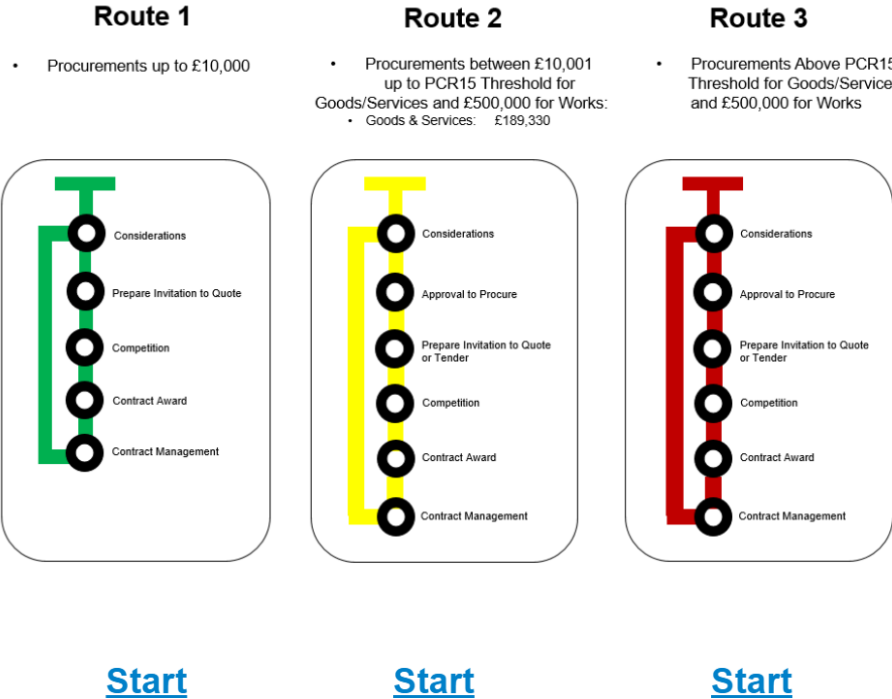 Route 1
• Procurements up to £10,000
Considerations
Prepare Invitation to Quote
Competition
Contract Award
Contract Management
Start
Route 2
• Procurements between £10,001
up to PCR15 Threshold for
Goods/Services and £500,000 for Works:
• Goods & Services: £189,330
Considerations
Approval to Procure
Prepare Invitation to Quote
or Tender
Competition
Contract Award
Contract Management
Start
Route 3
• Procurements Above PCR15
Threshold for Goods/Service
and £500,000 for Works
Considerations
Approval to Procure
Prepare Invitation to Quote
or Tender
Competition
Contract Award
Contract Management
Start